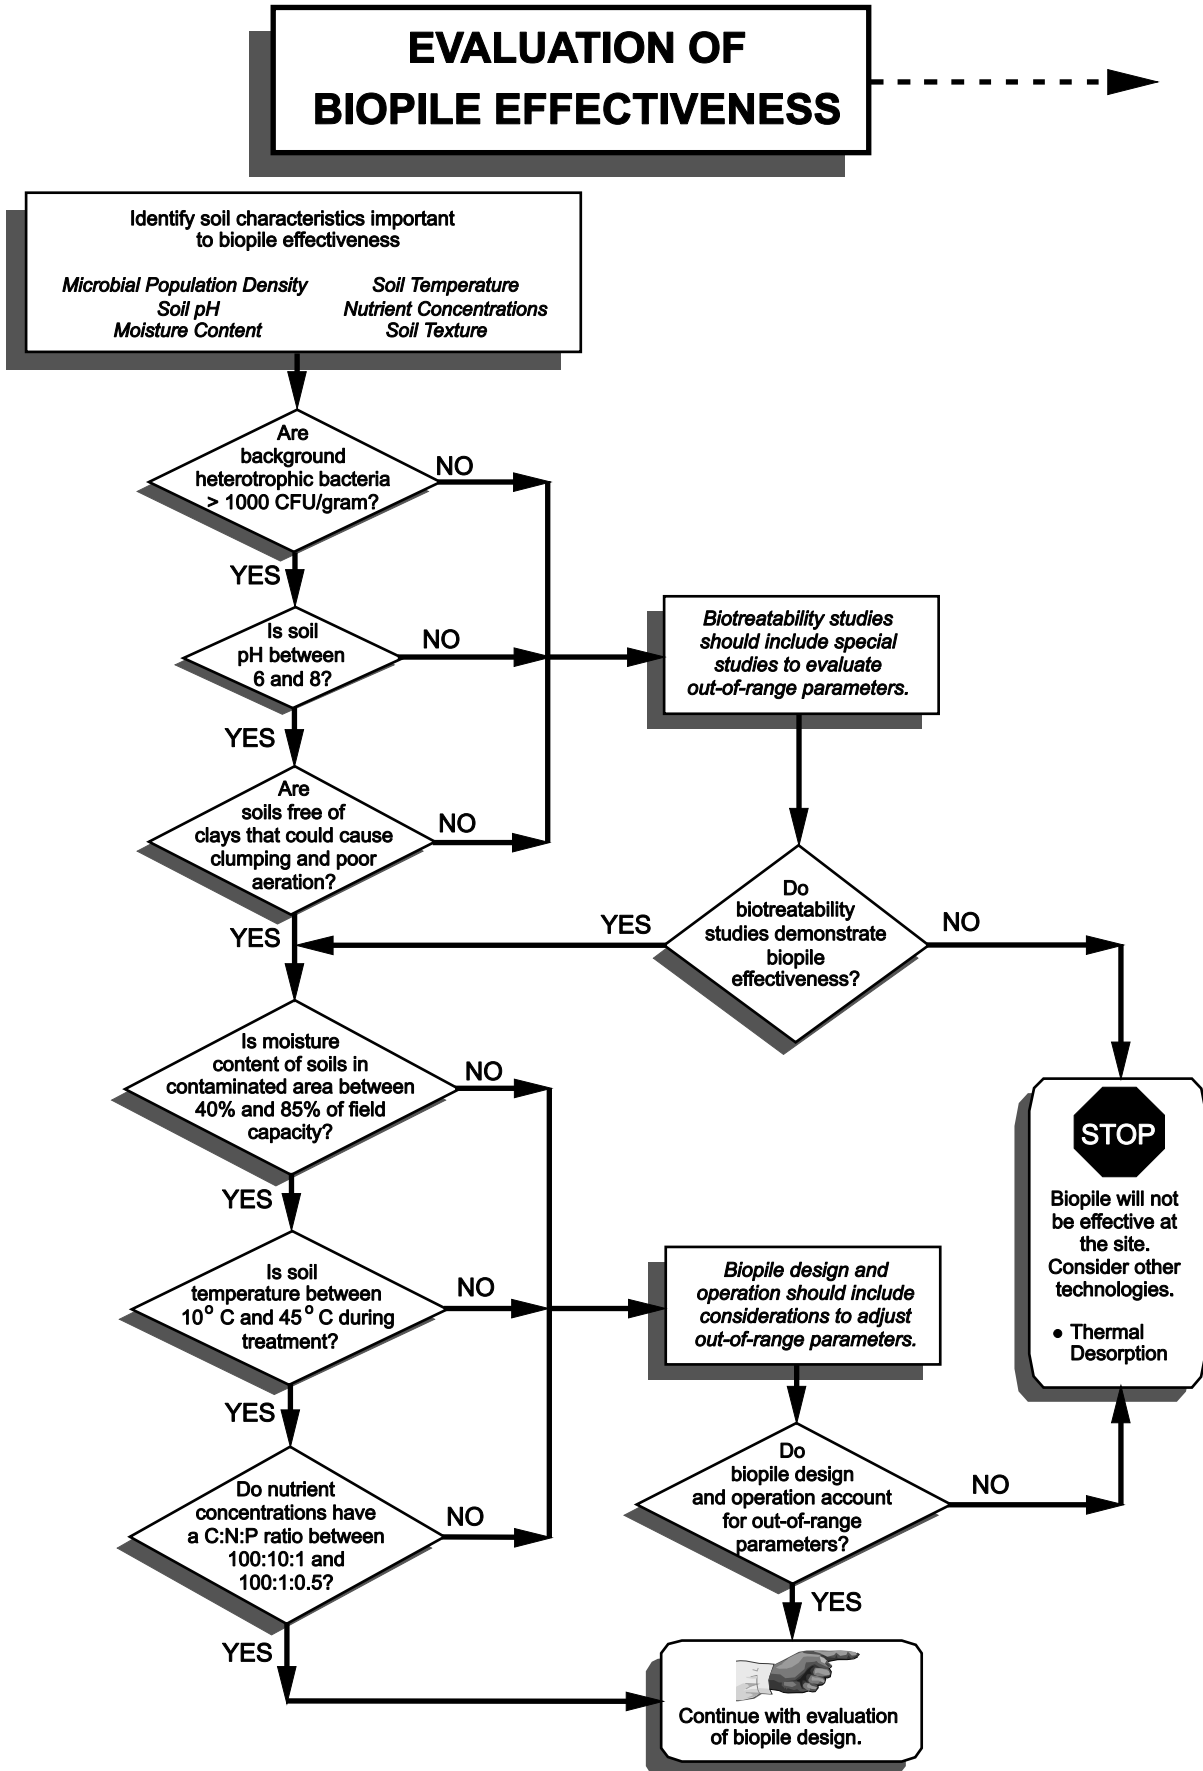 EVALUATION OF
BIOPILE EFFECTIVENESS
Identify soil characteristics important
to biopile effectiveness
Microbial Population Density
Soil pH
Moisture Content
Soil Temperature
Nutrient Concentrations
Soil Texture
Are
background
heterotrophic bacteria
> 1000 CFU/gram?
NO
YES
Is soil
pH between
6 and 8?
NO
YES
Are
soils free of
clays that could cause
clumping and poor
aeration?
NO
YES
Biotreatability studies
should include special
studies to evaluate
out-of-range parameters.
Do
biotreatability
studies demonstrate
biopile
effectiveness?
YES
NO
Is moisture
content of soils in
contaminated area between
40% and 85% of field
capacity?
NO
YES
Is soil
temperature between
10° C and 45° C during
treatment?
NO
YES
Do nutrient
concentrations have
a C:N:P ratio between
100:10:1 and
100:1:0.5?
NO
YES
Biopile design and
operation should include
considerations to adjust
out-of-range parameters.
Do
biopile design
and operation account
for out-of-range
parameters?
NO
YES
STOP
Biopile will not
be effective at
the site.
Consider other
technologies.
● Thermal
Desorption
Continue with evaluation
of biopile design.